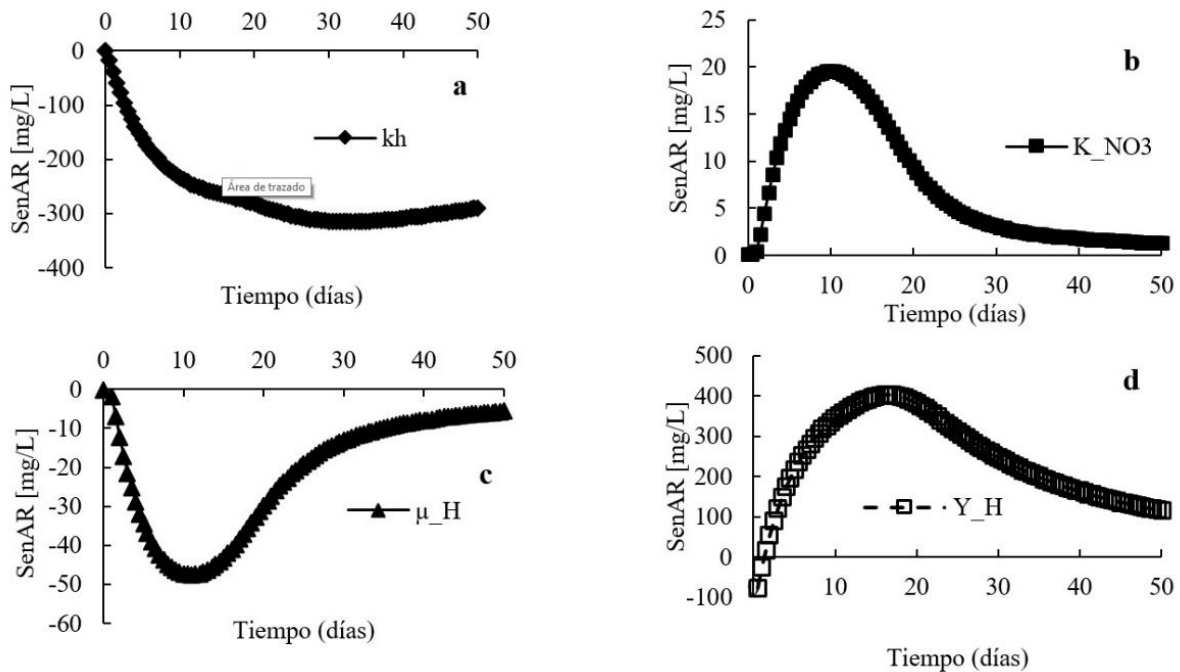 0 10 20 30 40 50
0
-100
-200
-300
-400
SenAR [mg/L]
a
kh
Área de trazado
Tiempo (días)
25
20
15
10
5
0
SenAR [mg/L]
b
K_NO3
0 10 20 30 40 50
Tiempo (días)
0 10 20 30 40 50
0
-10
-20
-30
-40
-50
-60
SenAR [mg/L]
c
μ_H
Tiempo (días)
500
400
300
200
100
0
-100
SenAR [mg/L]
d
Y_H
10 20 30 40 50
Tiempo (días)